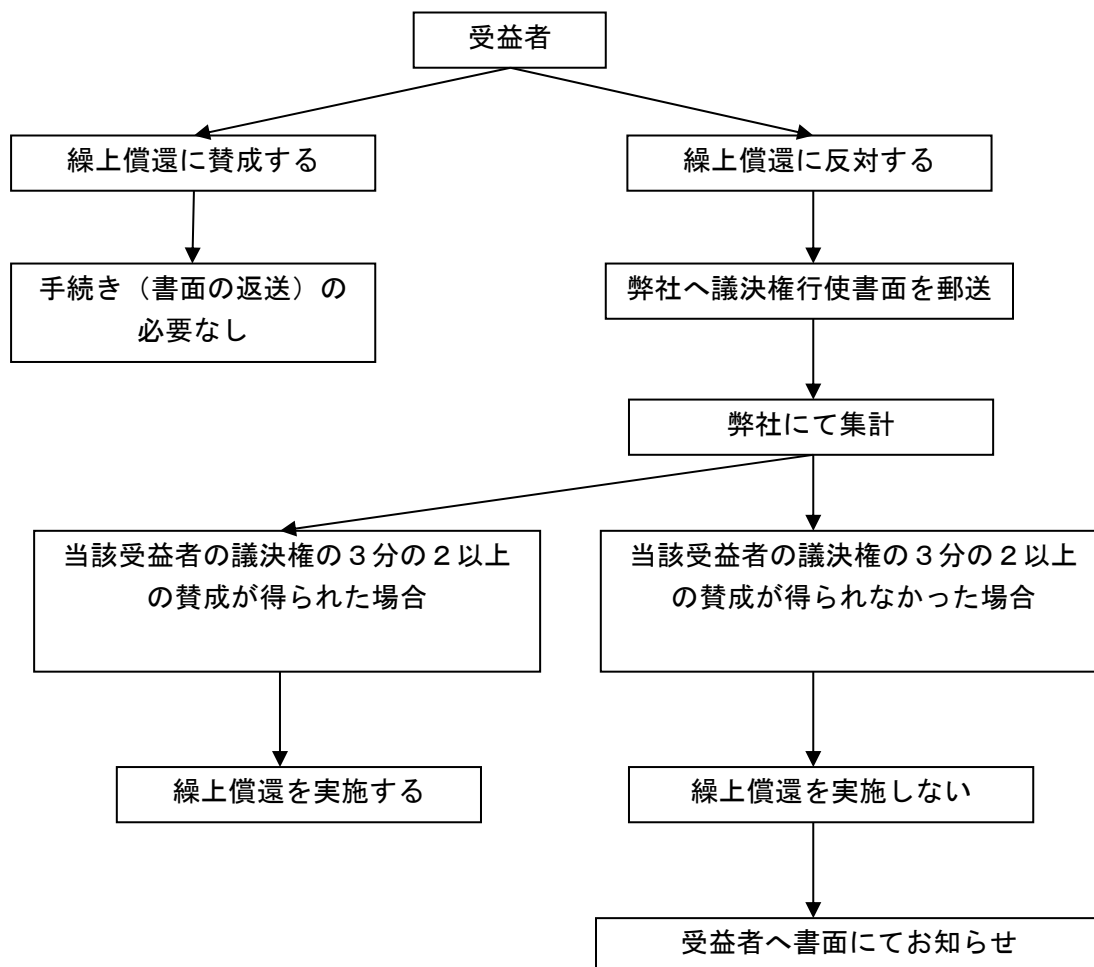 受益者
繰上償還に賛成する
繰上償還に反対する
手続き（書面の返送）の
必要なし
弊社へ議決権行使書面を郵送
弊社にて集計
当該受益者の議決権の３分の２以上
の賛成が得られた場合
当該受益者の議決権の３分の２以上
の賛成が得られなかった場合
繰上償還を実施する
繰上償還を実施しない
受益者へ書面にてお知らせ